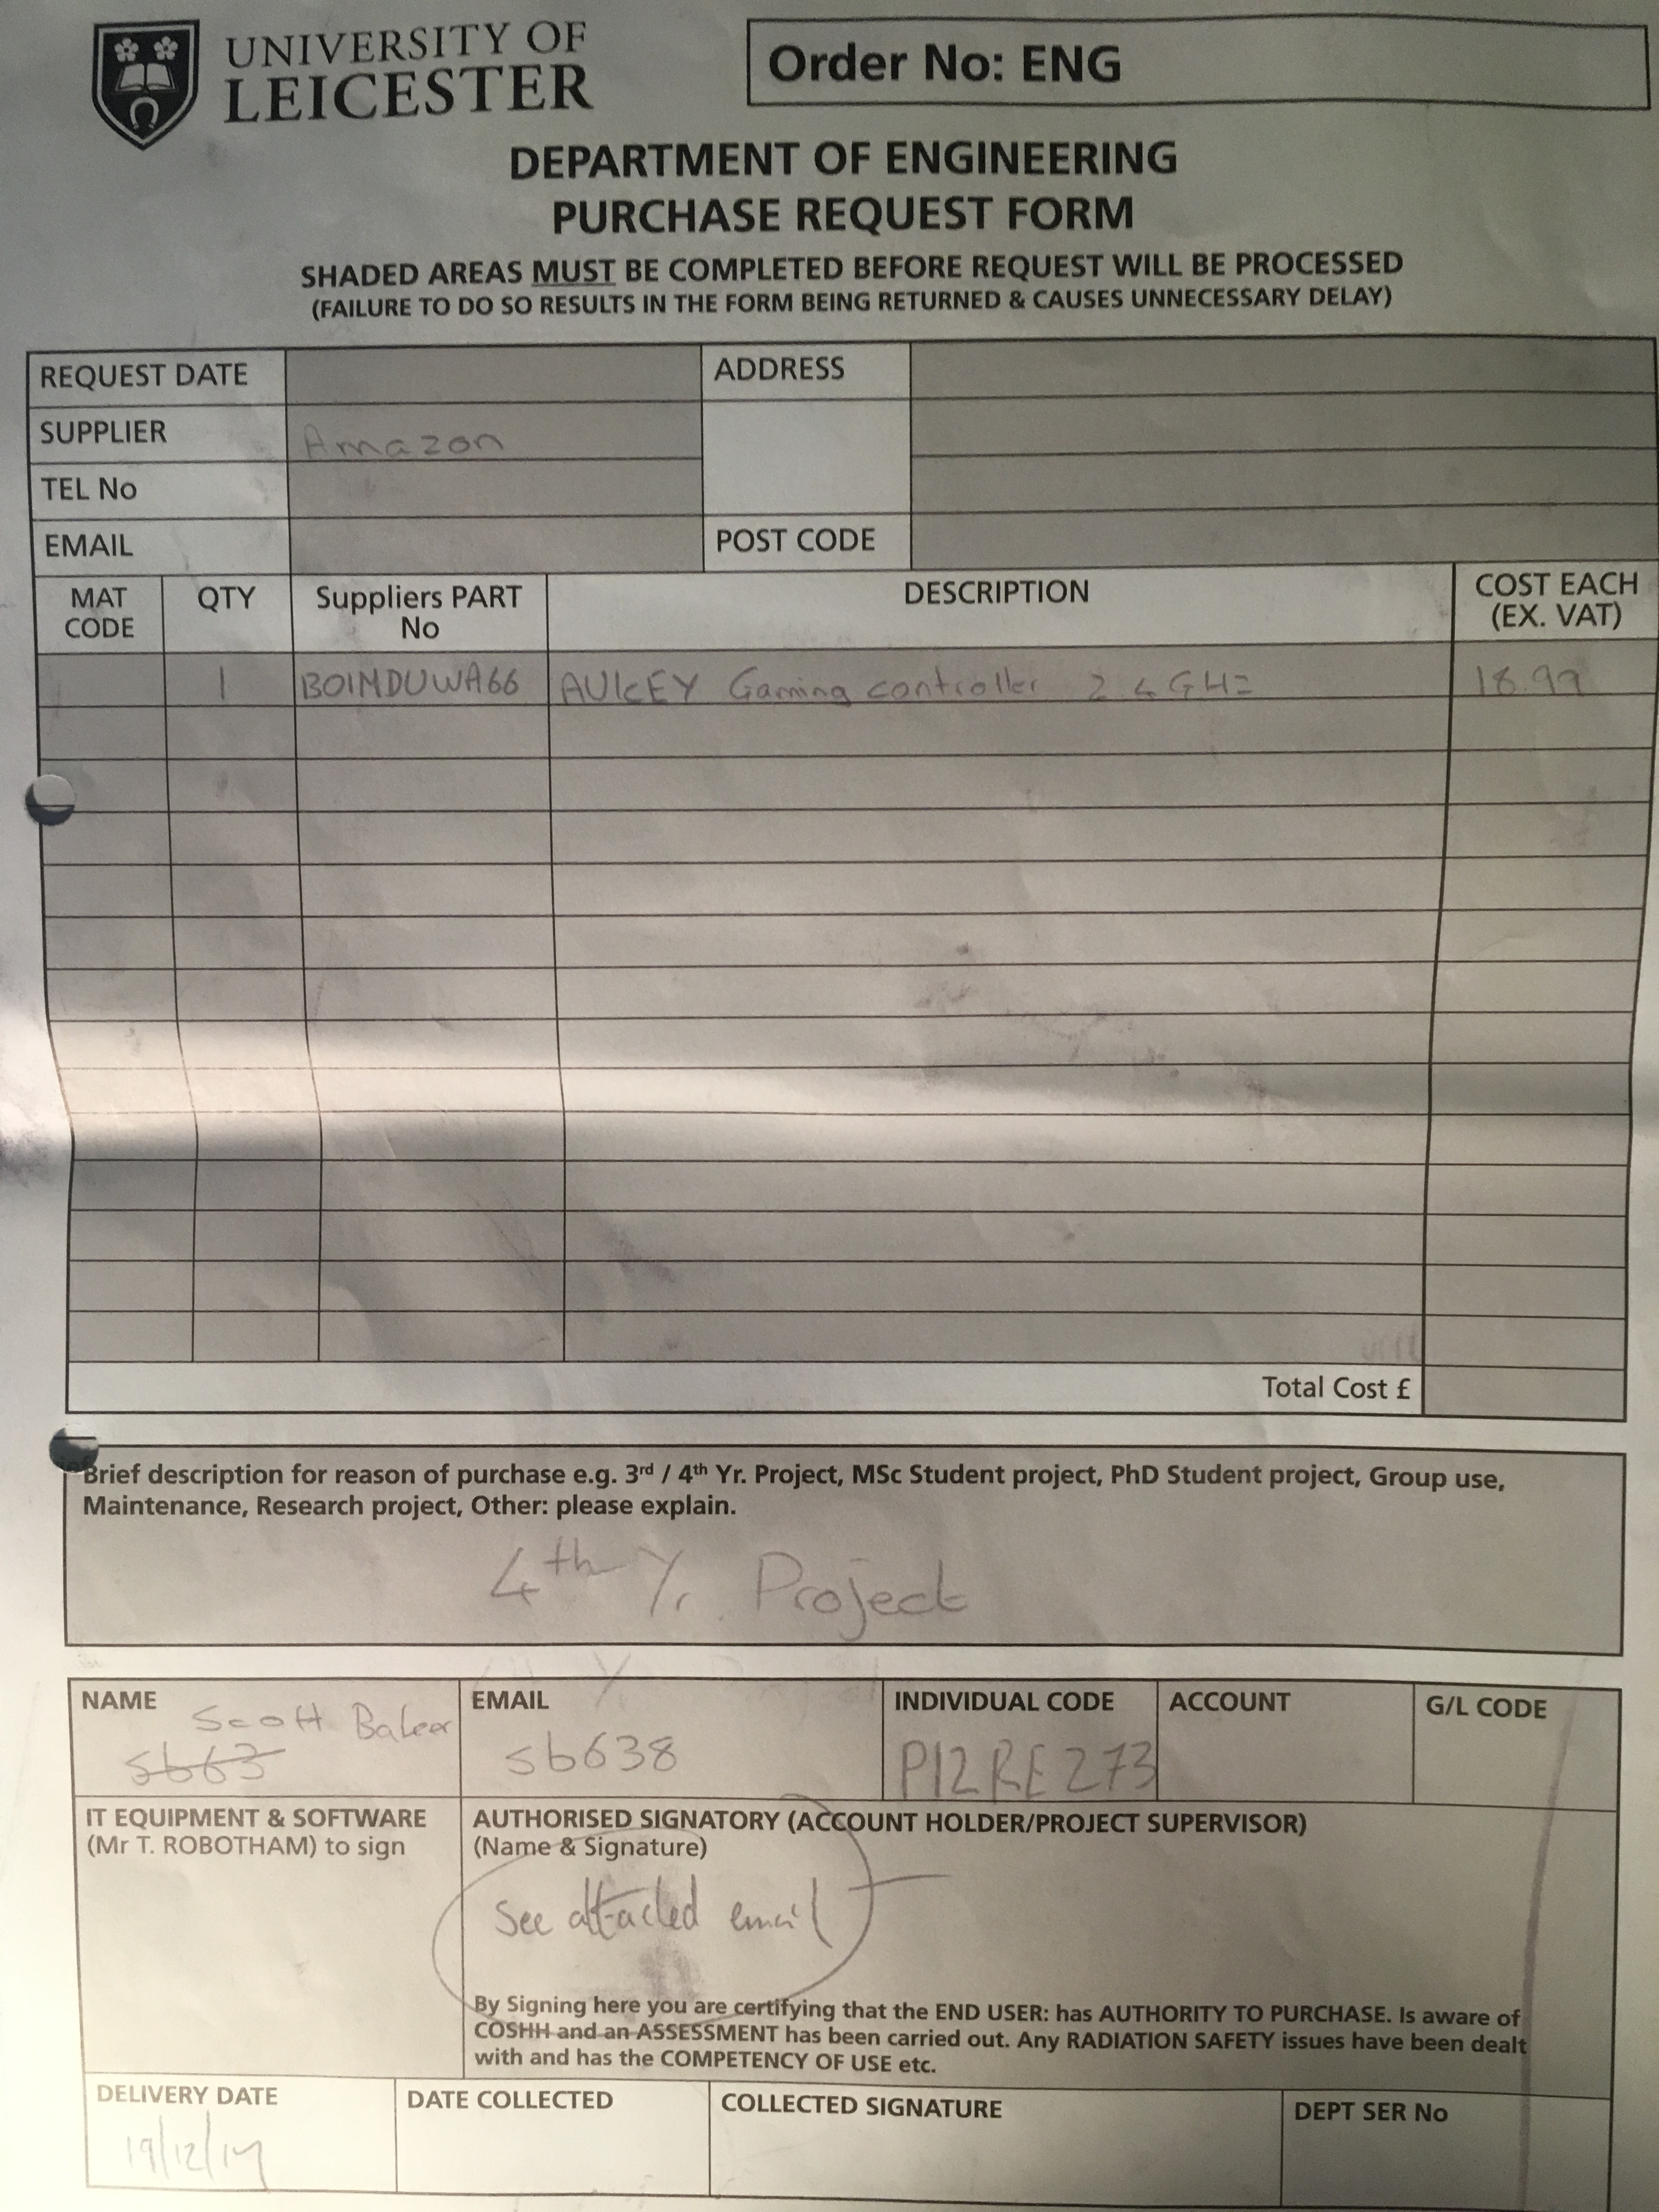 UNIVERSITY OF
LEICESTER
Order No: ENG
DEPARTMENT OF ENGINEERING
PURCHASE REQUEST FORM
SHADED AREAS MUST BE COMPLETED BEFORE REQUEST WILL BE PROCESSED
(FAILURE TO DO SO RESULTS IN THE FORM BEING RETURNED & CAUSES UNNECESSARY DELAY)
REQUEST DATE ADDRESS
SUPPLIER Amazon
TEL No
EMAIL POST CODE
MAT CODE QTY Suppliers PART No DESCRIPTION COST EACH (EX. VAT)
1 B01MDUWA66 AUKEY Gaming controller 2.4GHz 18.99
Total Cost £
Brief description for reason of purchase e.g. 3rd / 4th Yr. Project, MSc Student project, PhD Student project, Group use,
Maintenance, Research project, Other: please explain.
4th Yr. Project
NAME EMAIL INDIVIDUAL CODE ACCOUNT G/L CODE
Scott Baker
sb63 sb638 P12RE273
IT EQUIPMENT & SOFTWARE
(Mr T. ROBOTHAM) to sign
AUTHORISED SIGNATORY (ACCOUNT HOLDER/PROJECT SUPERVISOR)
(Name & Signature)
See attached email
By Signing here you are certifying that the END USER: has AUTHORITY TO PURCHASE. Is aware of
COSHH and an ASSESSMENT has been carried out. Any RADIATION SAFETY issues have been dealt
with and has the COMPETENCY OF USE etc.
DELIVERY DATE DATE COLLECTED COLLECTED SIGNATURE DEPT SER No
19/12/17